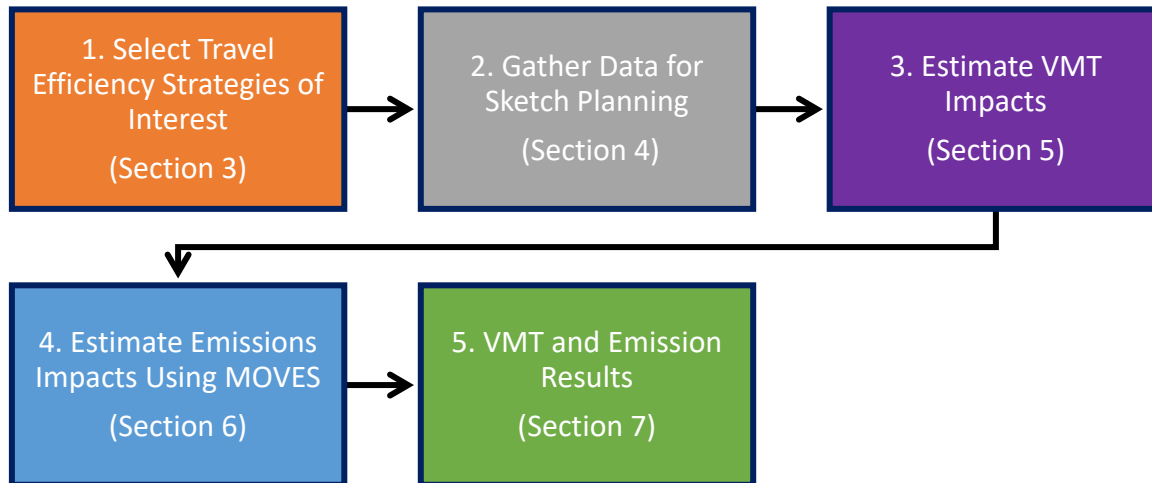 1. Select Travel
Efficiency Strategies of
Interest
(Section 3)
2. Gather Data for
Sketch Planning
(Section 4)
3. Estimate VMT
Impacts
(Section 5)
4. Estimate Emissions
Impacts Using MOVES
(Section 6)
5. VMT and Emission
Results
(Section 7)